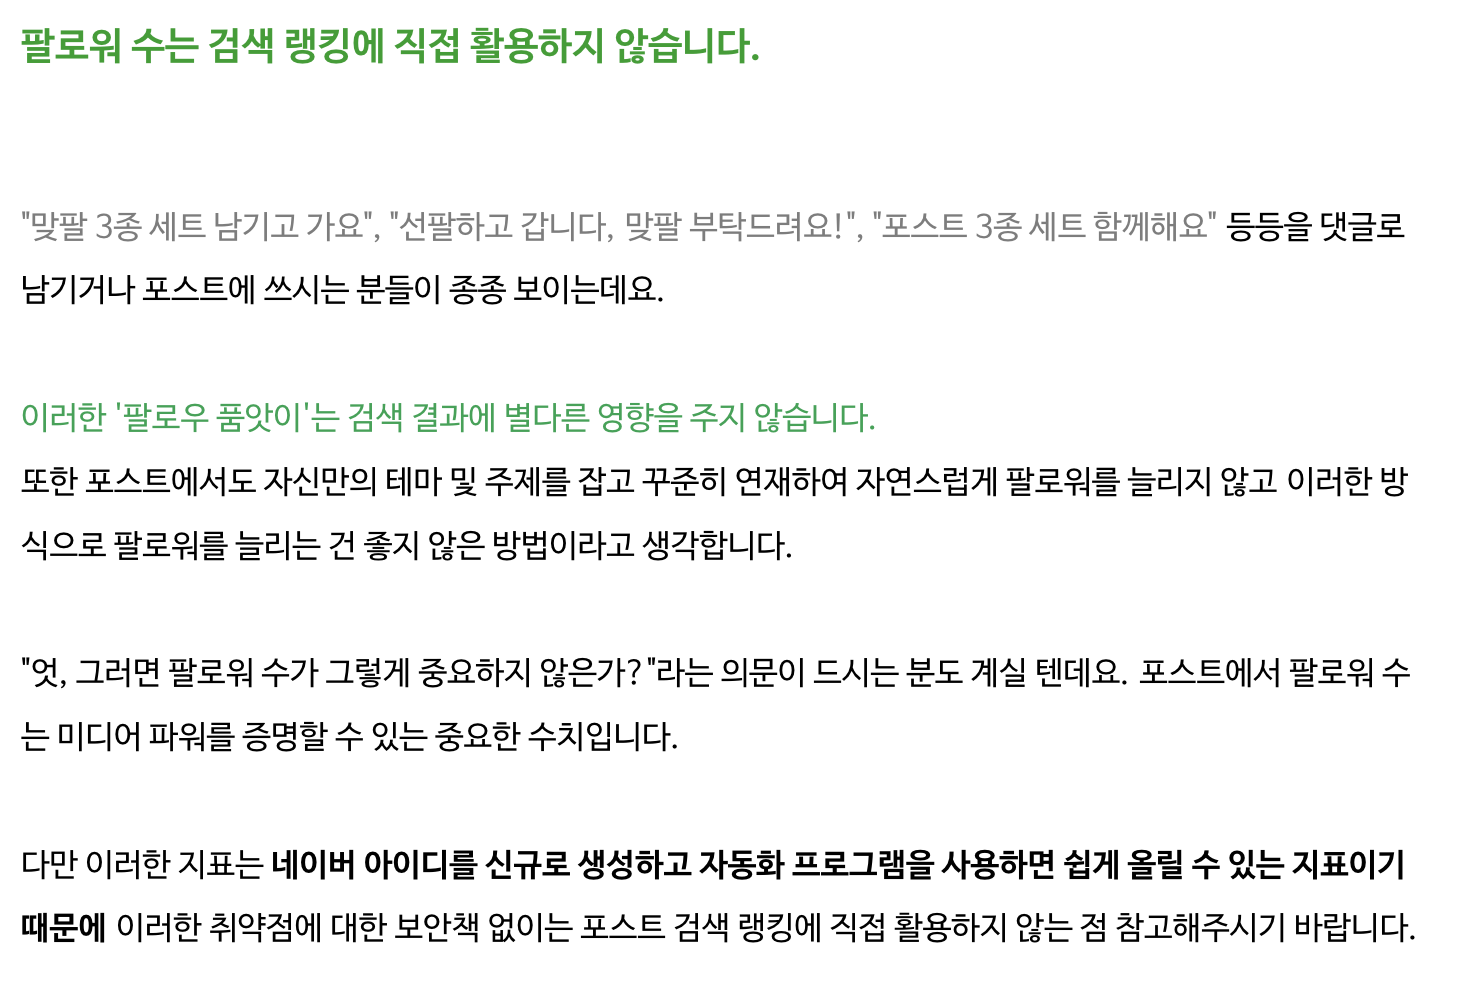 팔로워 수는 검색 랭킹에 직접 활용하지 않습니다.
"맞팔 3종 세트 남기고 가요", "선팔하고 갑니다, 맞팔 부탁드려요!", "포스트 3종 세트 함께해요" 등등을 댓글로
남기거나 포스트에 쓰시는 분들이 종종 보이는데요.
이러한 '팔로우 품앗이'는 검색 결과에 별다른 영향을 주지 않습니다.
또한 포스트에서도 자신만의 테마 및 주제를 잡고 꾸준히 연재하여 자연스럽게 팔로워를 늘리지 않고 이러한 방
식으로 팔로워를 늘리는 건 좋지 않은 방법이라고 생각합니다.
"엇, 그러면 팔로워 수가 그렇게 중요하지 않은가?"라는 의문이 드시는 분도 계실 텐데요. 포스트에서 팔로워 수
는 미디어 파워를 증명할 수 있는 중요한 수치입니다.
다만 이러한 지표는 네이버 아이디를 신규로 생성하고 자동화 프로그램을 사용하면 쉽게 올릴 수 있는 지표이기
때문에 이러한 취약점에 대한 보안책 없이는 포스트 검색 랭킹에 직접 활용하지 않는 점 참고해주시기 바랍니다.